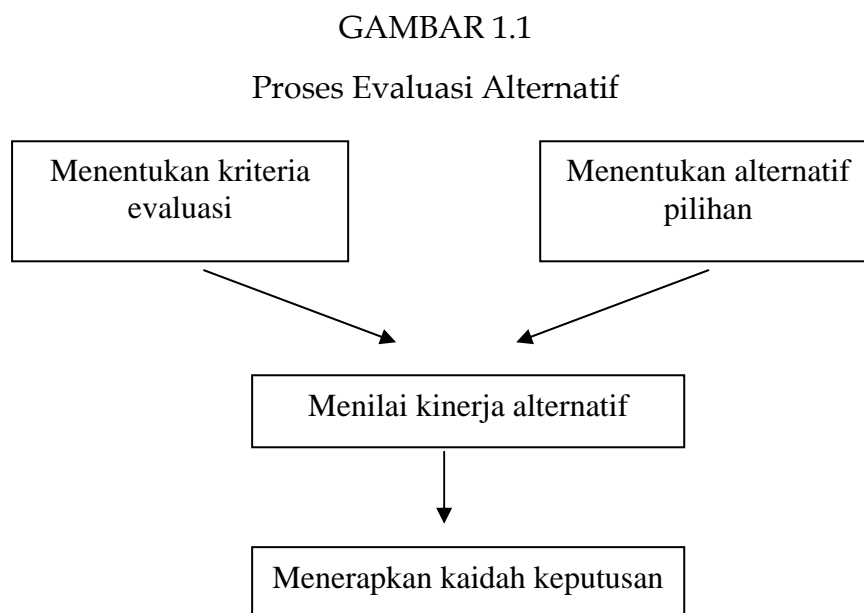 GAMBAR 1.1
Proses Evaluasi Alternatif
Menentukan kriteria
evaluasi
Menentukan alternatif
pilihan
Menilai kinerja alternatif
Menerapkan kaidah keputusan